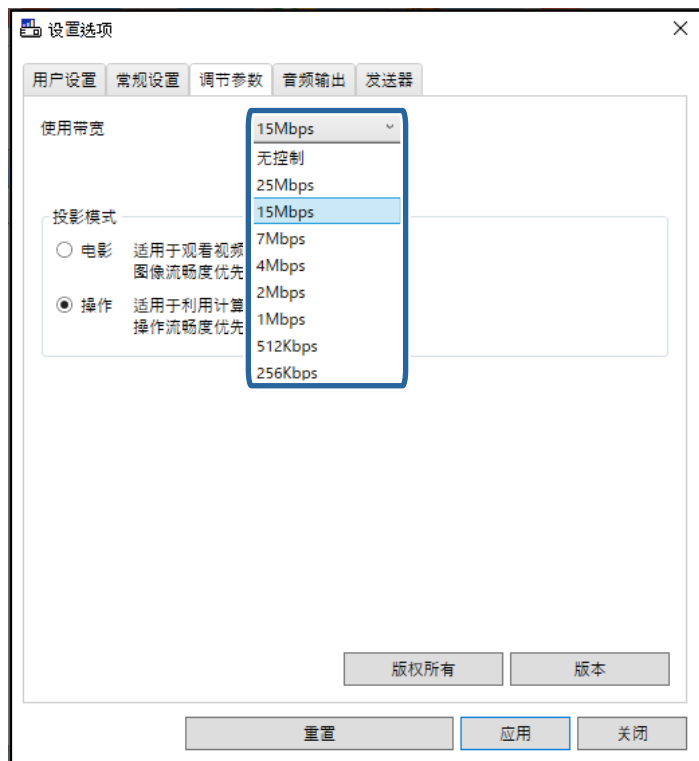 设置选项
用户设置 常规设置 调节参数 音频输出 发送器
使用带宽 15Mbps
无控制
25Mbps
15Mbps
7Mbps
4Mbps
2Mbps
1Mbps
512Kbps
256Kbps
投影模式
电影 适用于观看视频
图像流畅度优先
操作 适用于利用计算
操作流畅度优先
版权所有 版本
重置 应用 关闭